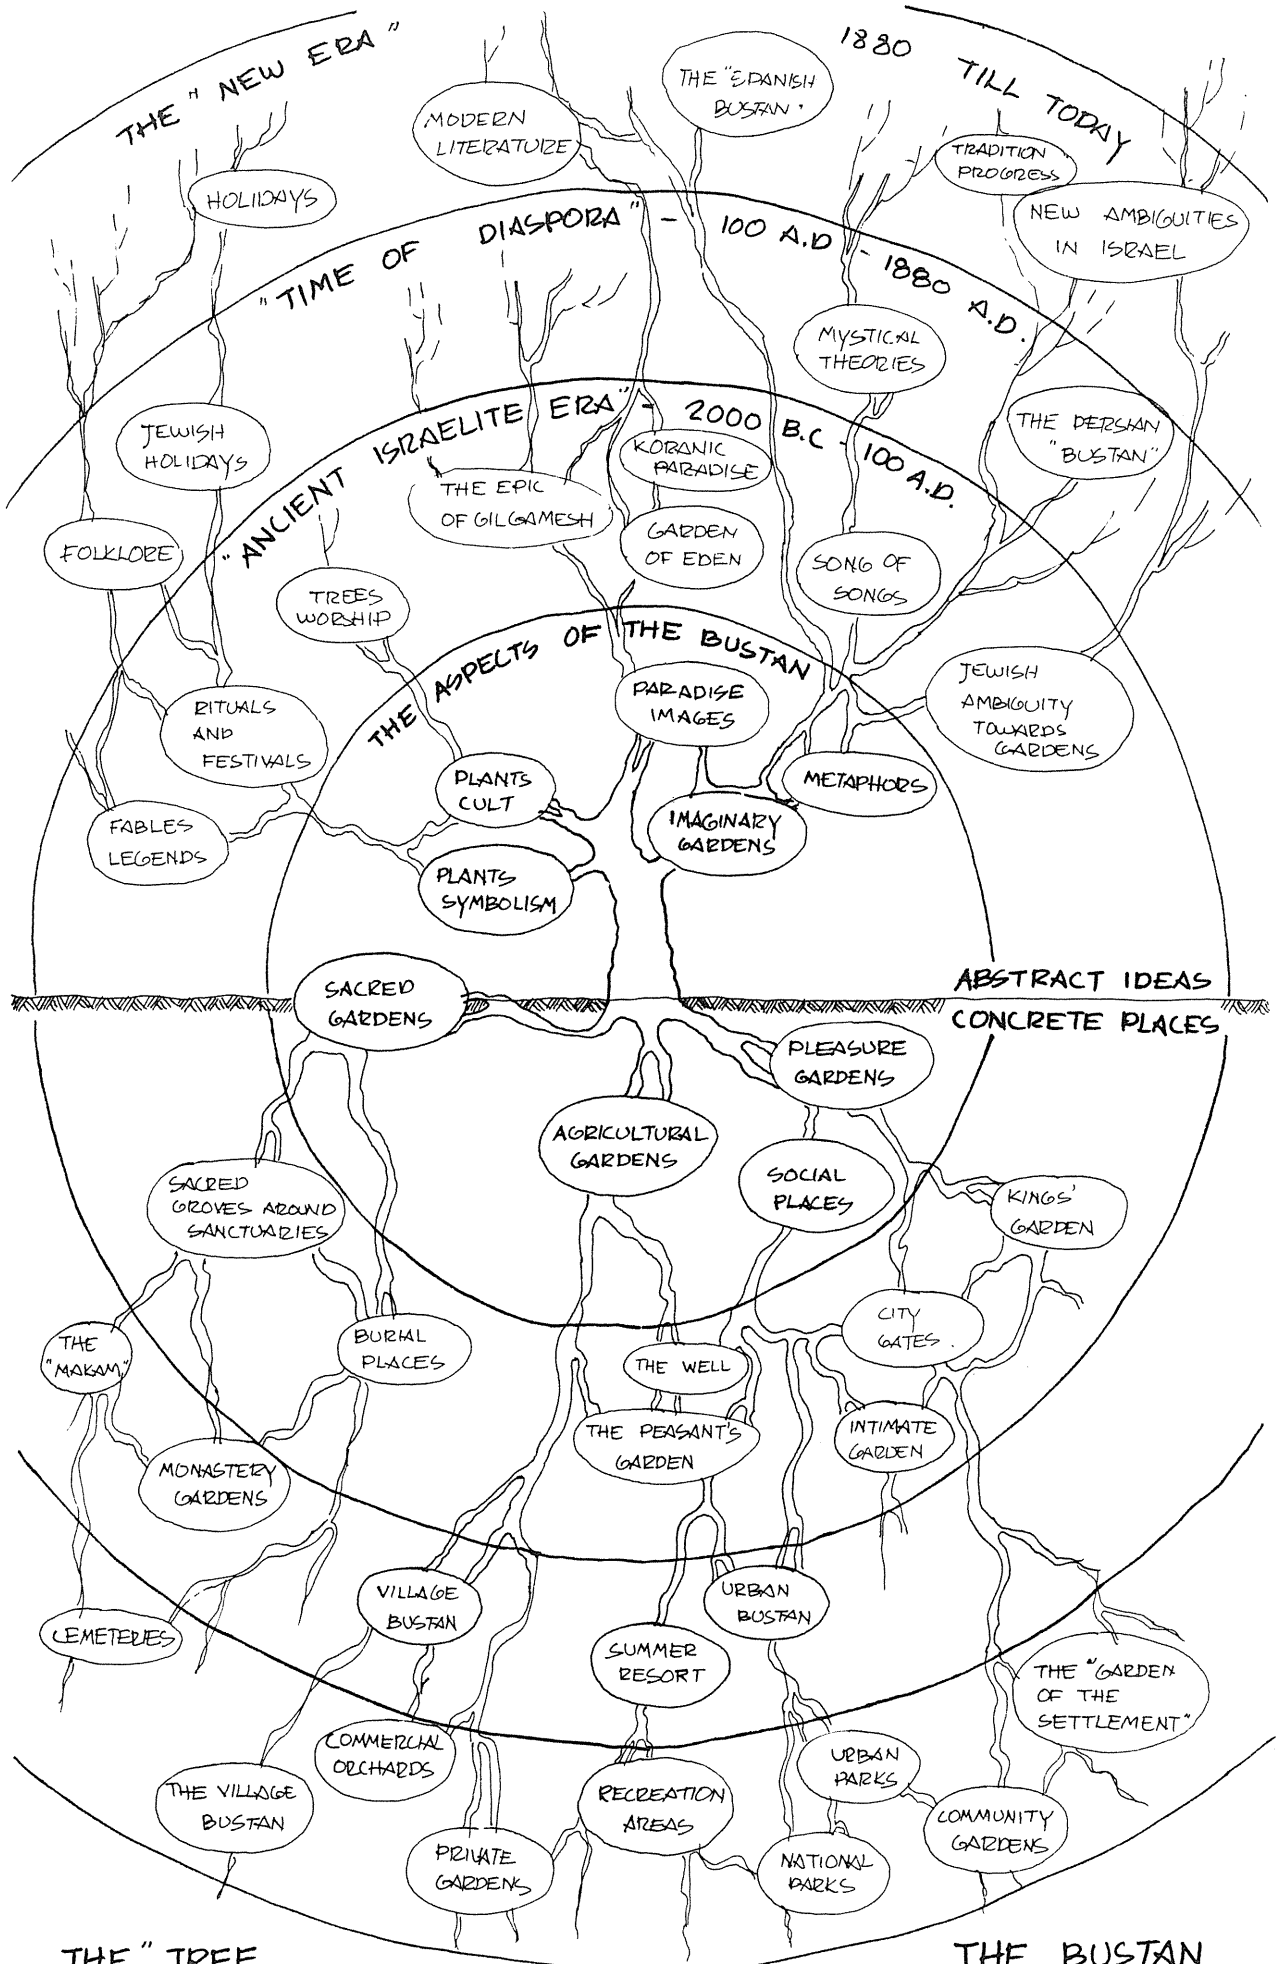 THE "NEW ERA"
1880 TILL TODAY
MODERN
LITERATURE
THE "SPANISH
BUSTAN"
TRADITION
PROGRESS
HOLIDAYS
NEW AMBIGUITIES
IN ISRAEL
"TIME OF DIASPORA" - 100 A.D - 1880 A.D.
MYSTICAL
THEORIES
JEWISH
HOLIDAYS
THE PERSIAN
"BUSTAN"
"ANCIENT ISRAELITE ERA" - 2000 B.C - 100 A.D.
KORANIC
PARADISE
THE EPIC
OF GILGAMESH
GARDEN
OF EDEN
FOLKLORE
SONG OF
SONGS
TREES
WORSHIP
THE ASPECTS OF THE BUSTAN
JEWISH
AMBIGUITY
TOWARDS
GARDENS
PARADISE
IMAGES
RITUALS
AND
FESTIVALS
PLANTS
CULT
METAPHORS
IMAGINARY
GARDENS
FABLES
LEGENDS
PLANTS
SYMBOLISM
SACRED
GARDENS
ABSTRACT IDEAS
CONCRETE PLACES
PLEASURE
GARDENS
AGRICULTURAL
GARDENS
SOCIAL
PLACES
SACRED
GROVES AROUND
SANCTUARIES
KINGS'
GARDEN
THE
"MAKAM"
BURIAL
PLACES
CITY
GATES.
THE WELL
THE PEASANT'S
GARDEN
INTIMATE
GARDEN
MONASTERY
GARDENS
VILLAGE
BUSTAN
URBAN
BUSTAN
CEMETERIES
SUMMER
RESORT
THE "GARDEN
OF THE
SETTLEMENT"
COMMERCIAL
ORCHARDS
URBAN
PARKS
THE VILLAGE
BUSTAN
RECREATION
AREAS
COMMUNITY
GARDENS
PRIVATE
GARDENS
NATIONAL
PARKS
THE "TREE
THE BUSTAN